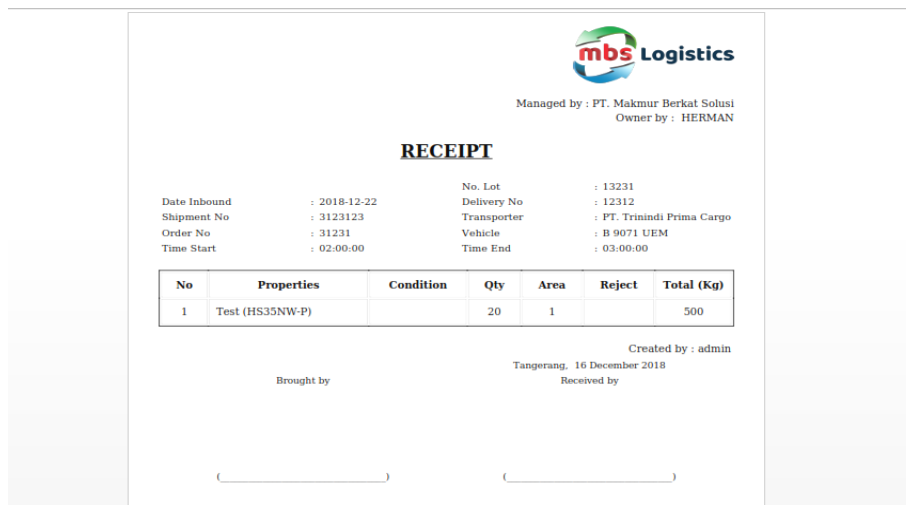 mbs Logistics
Managed by : PT. Makmur Berkat Solusi
Owner by : HERMAN
RECEIPT
No. Lot : 13231
Date Inbound : 2018-12-22 Delivery No : 12312
Shipment No : 3123123 Transporter : PT. Trinindi Prima Cargo
Order No : 31231 Vehicle : B 9071 UEM
Time Start : 02:00:00 Time End : 03:00:00
No Properties Condition Qty Area Reject Total (Kg)
1 Test (HS35NW-P) 20 1 500
Created by : admin
Tangerang, 16 December 2018
Brought by Received by
(______________________________) (______________________________)